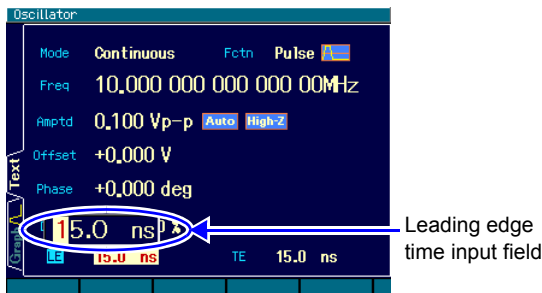 Oscillator
Mode Continuous Fctn Pulse
Freq 10.000 000 000 000 00MHz
Amptd 0.100 Vp-p Auto High-Z
Offset +0.000 V
Phase +0.000 deg
15.0 ns %
LE 15.0 ns TE 15.0 ns
Text
Graph
Leading edge
time input field